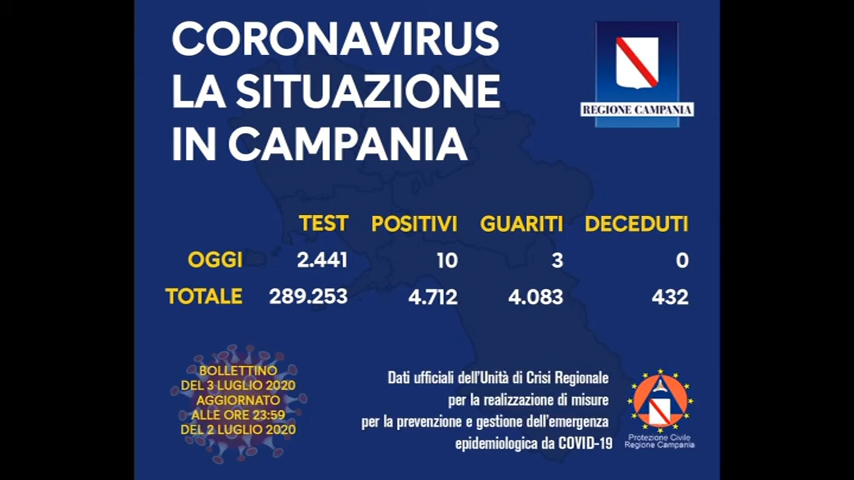 CORONAVIRUS
LA SITUAZIONE
IN CAMPANIA
REGIONE CAMPANIA
TEST POSITIVI GUARITI DECEDUTI
OGGI 2.441 10 3 0
TOTALE 289.253 4.712 4.083 432
BOLLETTINO
DEL 3 LUGLIO 2020
AGGIORNATO
ALLE ORE 23:59
DEL 2 LUGLIO 2020
Dati ufficiali dell'Unità di Crisi Regionale
per la realizzazione di misure
per la prevenzione e gestione dell'emergenza
epidemiologica da COVID-19
Protezione Civile
Regione Campania